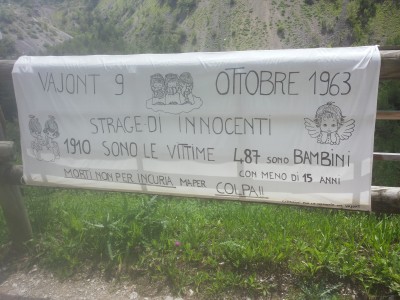 VAJONT 9 OTTOBRE 1963
STRAGE DI INNOCENTI
1910 SONO LE VITTIME 487 SONO BAMBINI
CON MENO DI 15 ANNI
MORTI NON PER INCURIA MA PER COLPA!!